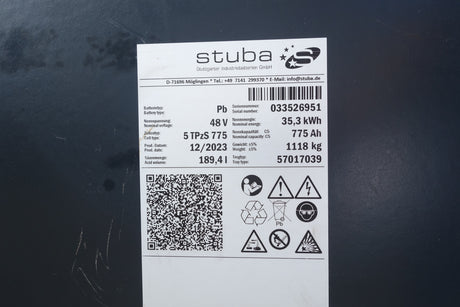 stuba
Stuttgarter Industriebatterien GmbH
D-71696 Möglingen * Tel.: +49 7141 299370 * E-Mail: info@stuba.de
Batterietyp: Pb
Battery type:
Seriennummer: 033526951
Serial number:
Nennspannung: 48 V
Nominal voltage:
Nennenergie: 35,3 kWh
Nominal energy:
Zellentyp: 5 TPzS 775
Cell type:
Nennkapazität C5 775 Ah
Nominal capacity C5
Prod. Datum: 12/2023
Prod. date:
Gewicht: ±5% 1118 kg
Weight: ±5%
Säuremenge: 189,4 l
Acid volume:
Trogtyp: 57017039
Tray type:
Pb